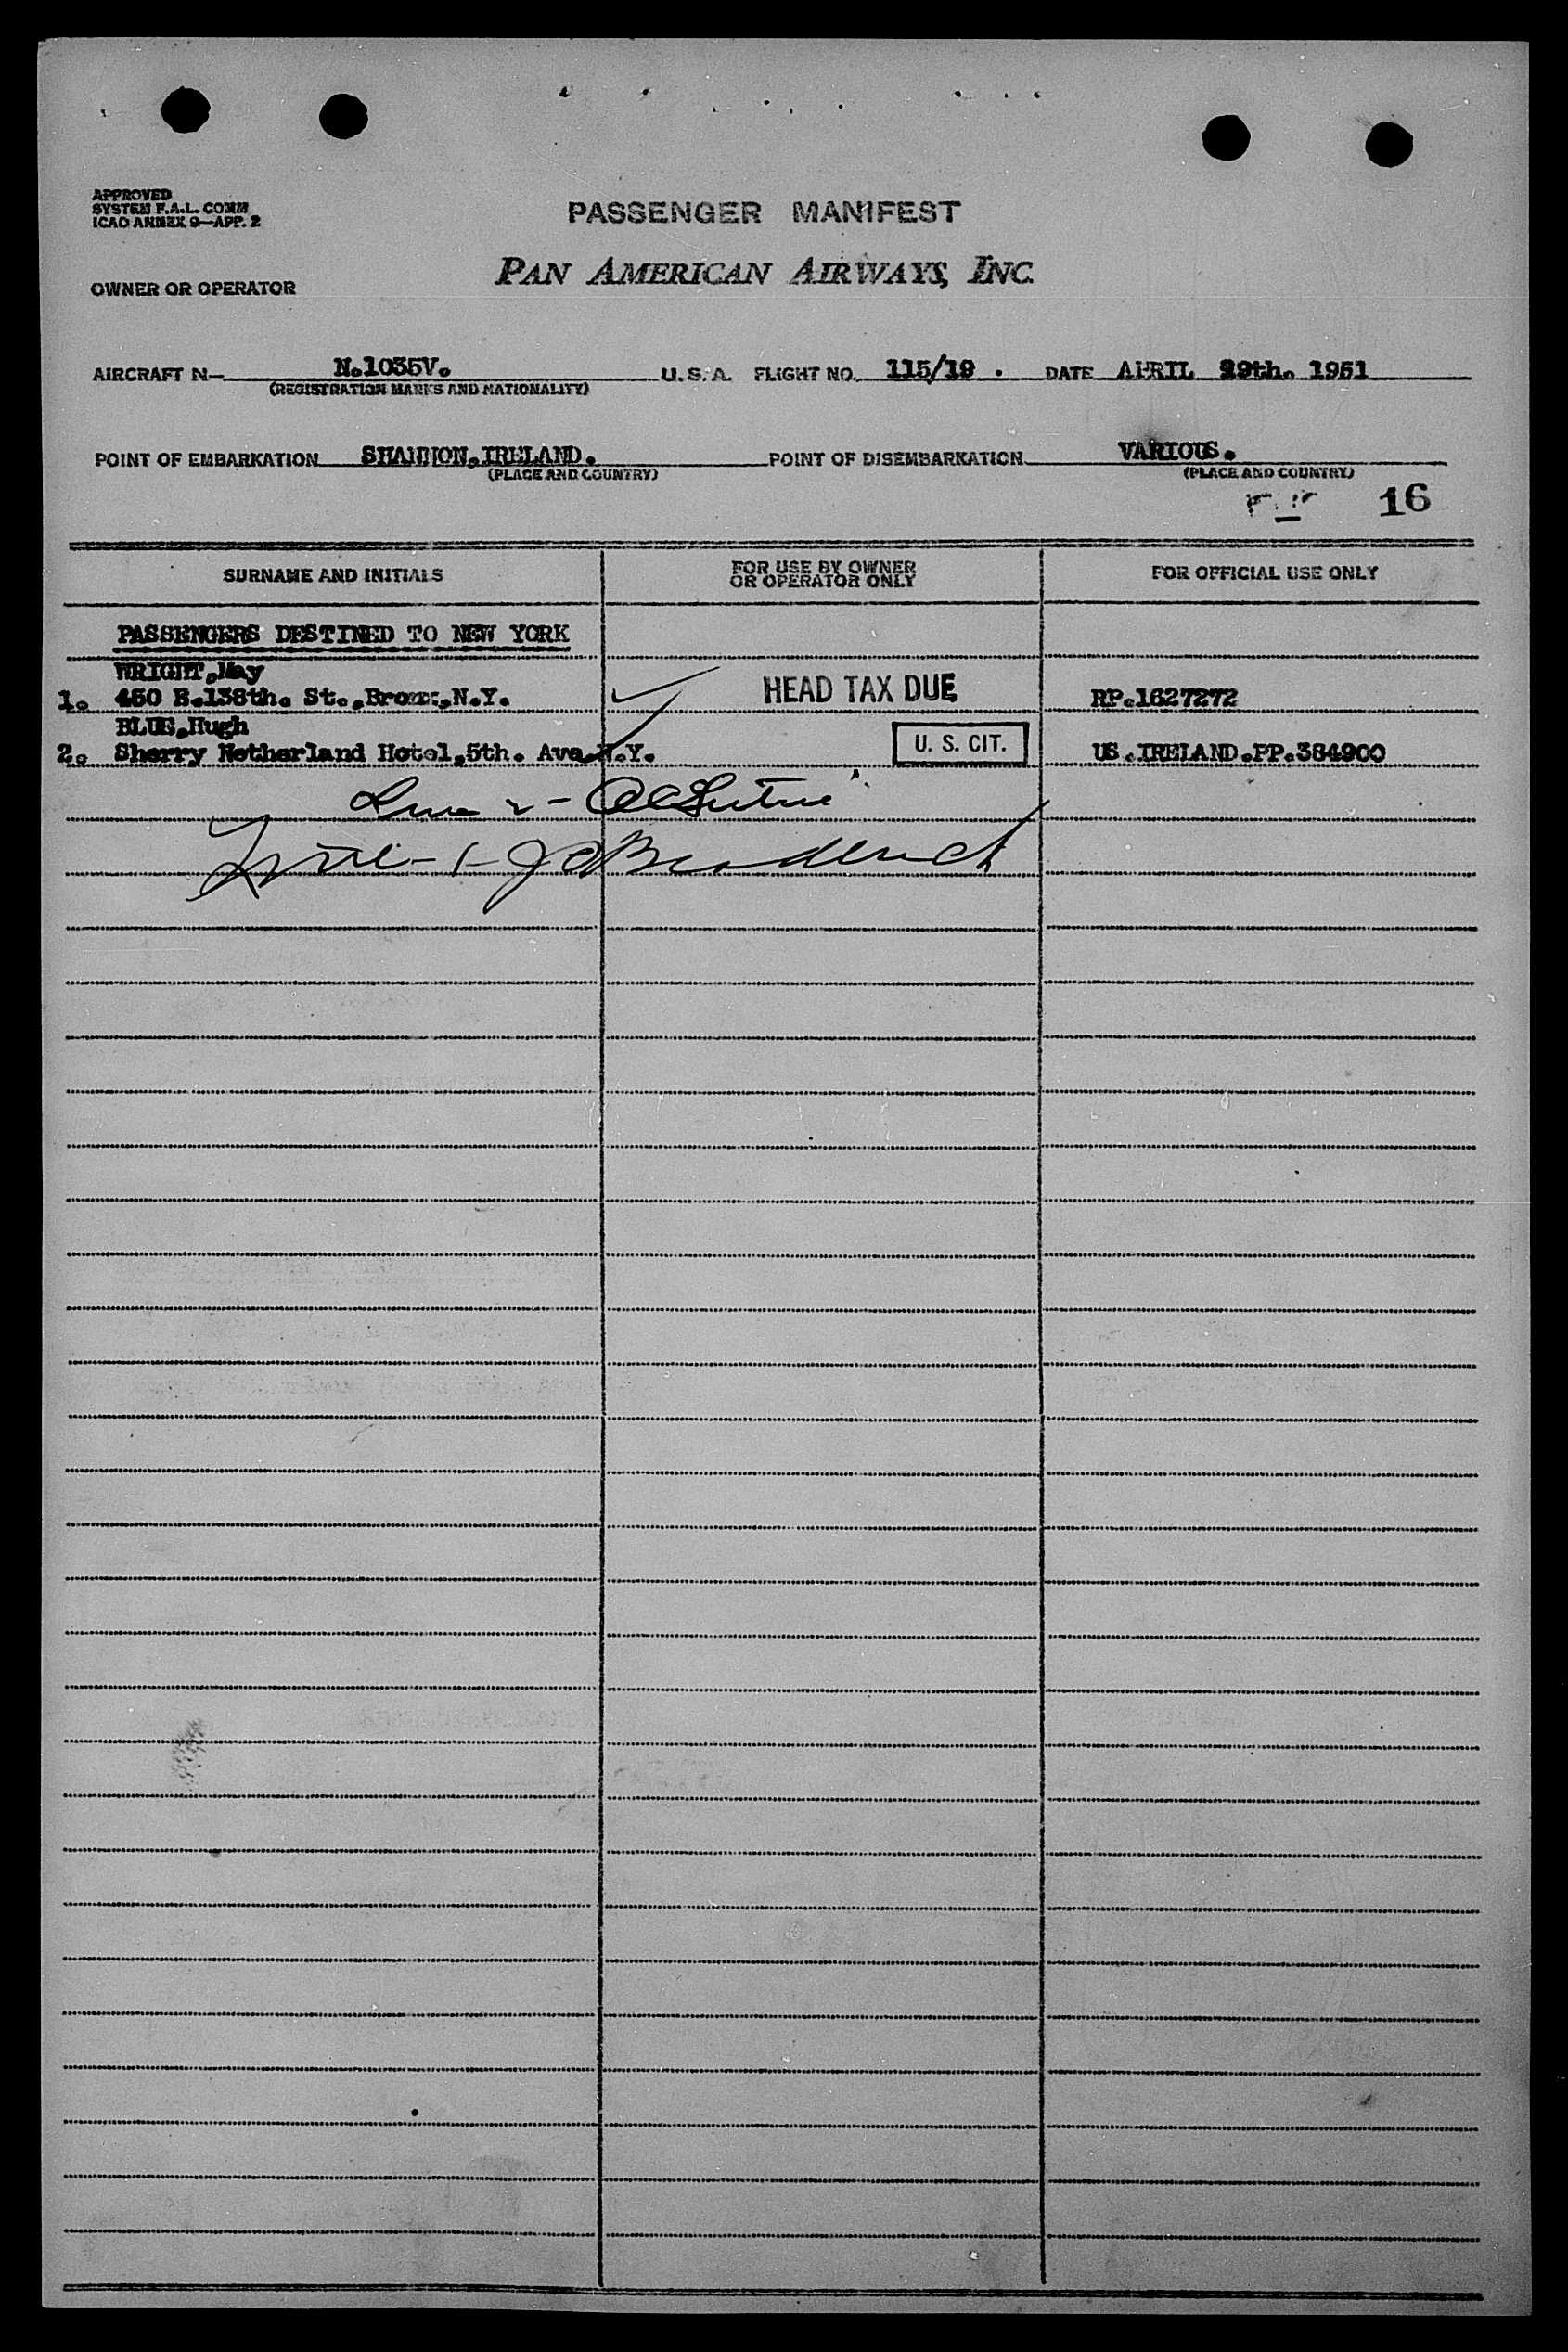 APPROVED
SYSTEM F.A.L. COMM
ICAO ANNEX 9—APP. 2
PASSENGER MANIFEST
PAN AMERICAN AIRWAYS, INC.
OWNER OR OPERATOR
AIRCRAFT N— N.1035V. U.S.A. FLIGHT NO. 115/19 . DATE APRIL 29th. 1951
(REGISTRATION MARKS AND NATIONALITY)
POINT OF EMBARKATION SHANNON.IRELAND. POINT OF DISEMBARKATION VARIOUS.
(PLACE AND COUNTRY) (PLACE AND COUNTRY)
16
SURNAME AND INITIALS FOR USE BY OWNER OR OPERATOR ONLY FOR OFFICIAL USE ONLY
PASSENGERS DESTINED TO NEW YORK
WRIGHT,May
1. 450 E.138th. St.,Bronx,N.Y. HEAD TAX DUE RP.1627272
BLUE,Hugh
2. Sherry Netherland Hotel,5th. Ave.N.Y. U. S. CIT. US.IRELAND.PP.384900
Line 2 -
Line - 1 -